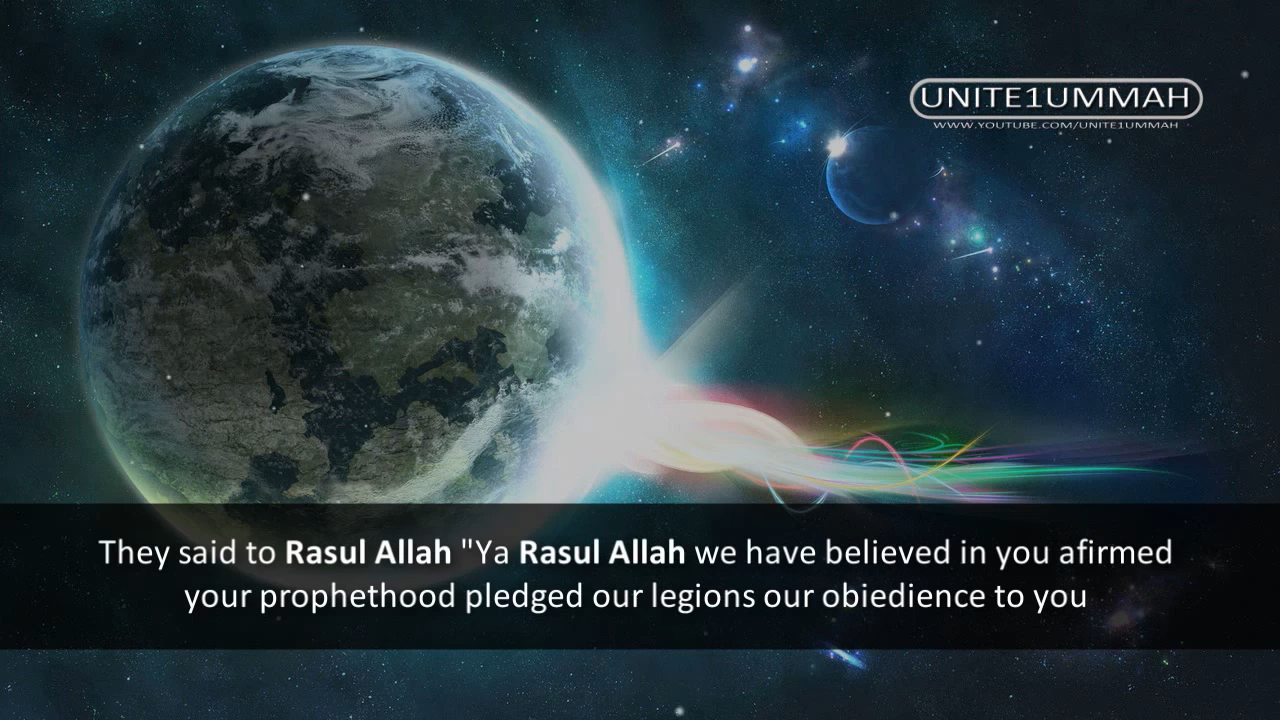 UNITE1UMMAH
WWW.YOUTUBE.COM/UNITE1UMMAH
They said to Rasul Allah "Ya Rasul Allah we have believed in you afirmed
your prophethood pledged our legions our obiedience to you